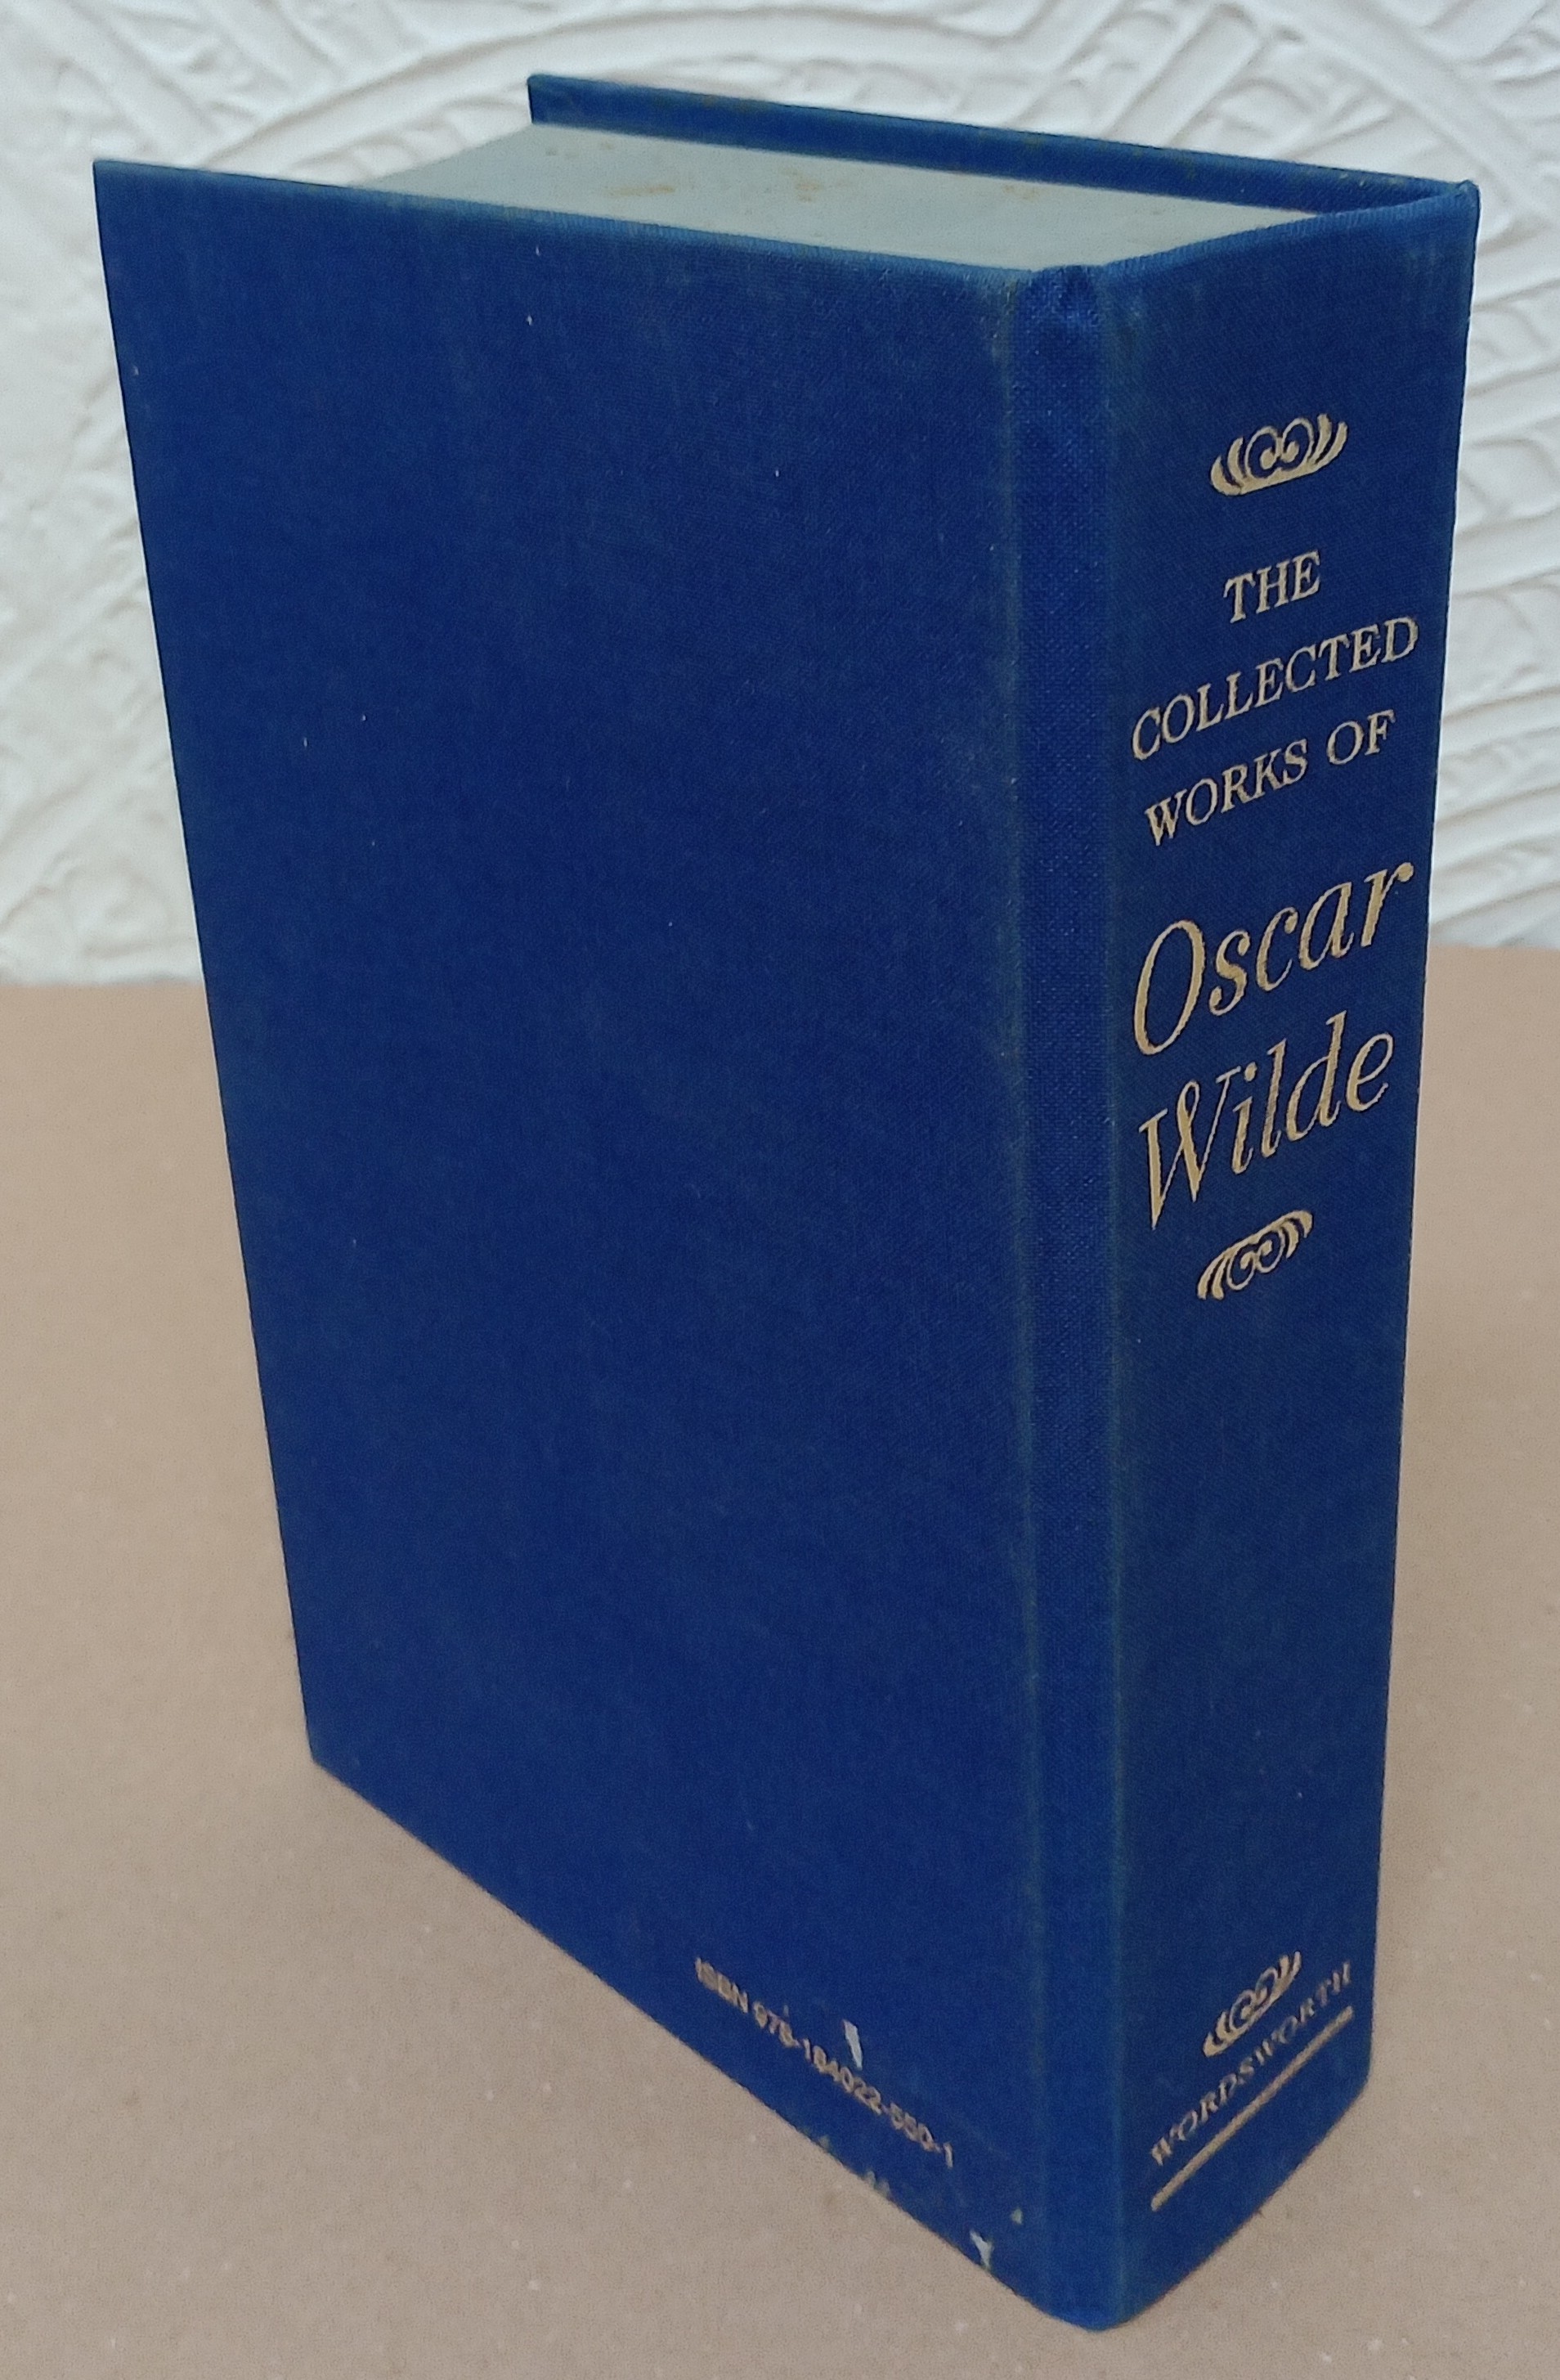 THE
COLLECTED
WORKS OF
Oscar
Wilde
WORDSWORTH
ISBN 978-184022-550-1